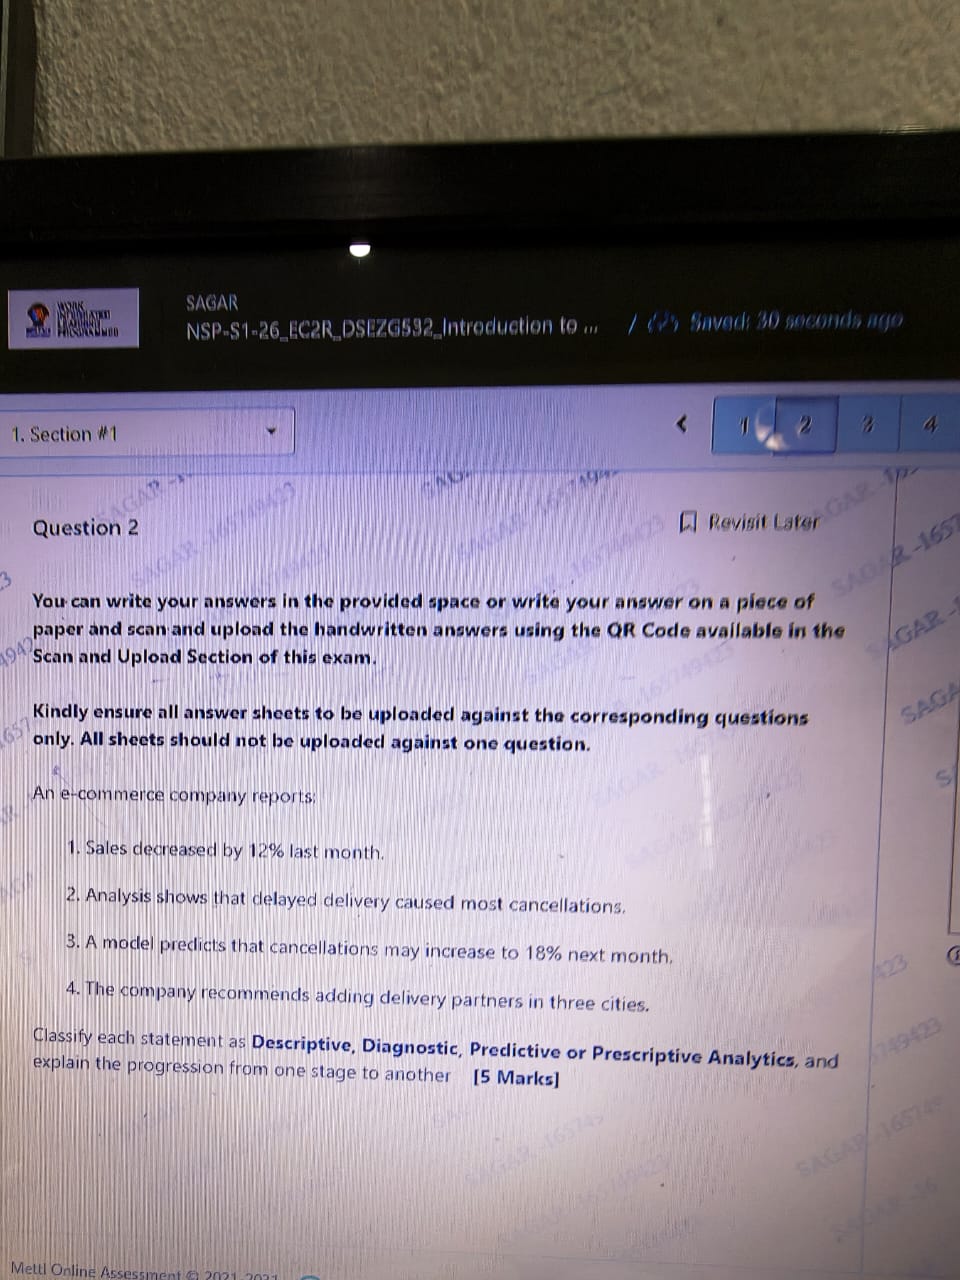 WORK
INTEGRATED
LEARNING
SAGAR
NSP-S1-26_EC2R_DSEZG532_Introduction to ... / Saved: 30 seconds ago
1. Section #1
1 2 3 4
Question 2
Revisit Later
You can write your answers in the provided space or write your answer on a piece of
paper and scan and upload the handwritten answers using the QR Code available in the
Scan and Upload Section of this exam.
Kindly ensure all answer sheets to be uploaded against the corresponding questions
only. All sheets should not be uploaded against one question.
An e-commerce company reports:
1. Sales decreased by 12% last month.
2. Analysis shows that delayed delivery caused most cancellations.
3. A model predicts that cancellations may increase to 18% next month.
4. The company recommends adding delivery partners in three cities.
Classify each statement as Descriptive, Diagnostic, Predictive or Prescriptive Analytics, and
explain the progression from one stage to another [5 Marks]
Mettl Online Assessment © 2021-2031